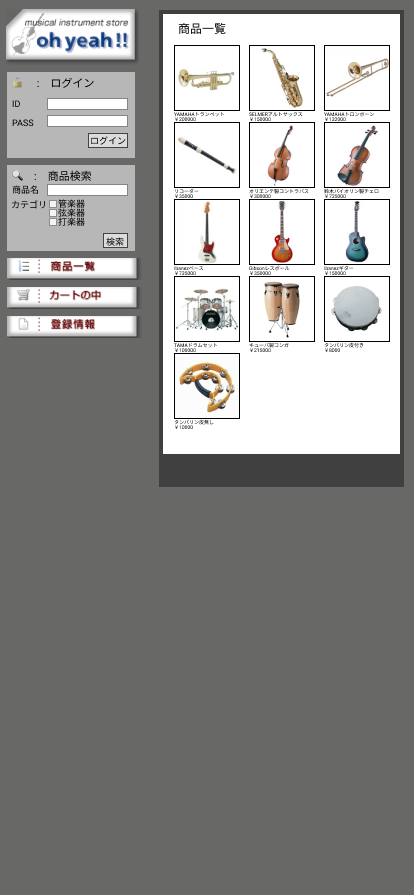 musical instrument store
oh yeah!!
: ログイン
ID
PASS
ログイン
: 商品検索
商品名
カテゴリ 管楽器
弦楽器
打楽器
検索
商品一覧
カートの中
登録情報
商品一覧
YAMAHAトランペット
￥200000
SELMERアルトサックス
￥150000
YAMAHAトロンボーン
￥132000
リコーダー
￥35000
オリエンテ製コントラバス
￥300000
鈴木バイオリン製チェロ
￥735000
Ibanezベース
￥735000
Gibsonレスポール
￥350000
Ibanezギター
￥150000
TAMAドラムセット
￥100000
キューバ製コンガ
￥215000
タンバリン皮付き
￥8000
タンバリン皮無し
￥10000